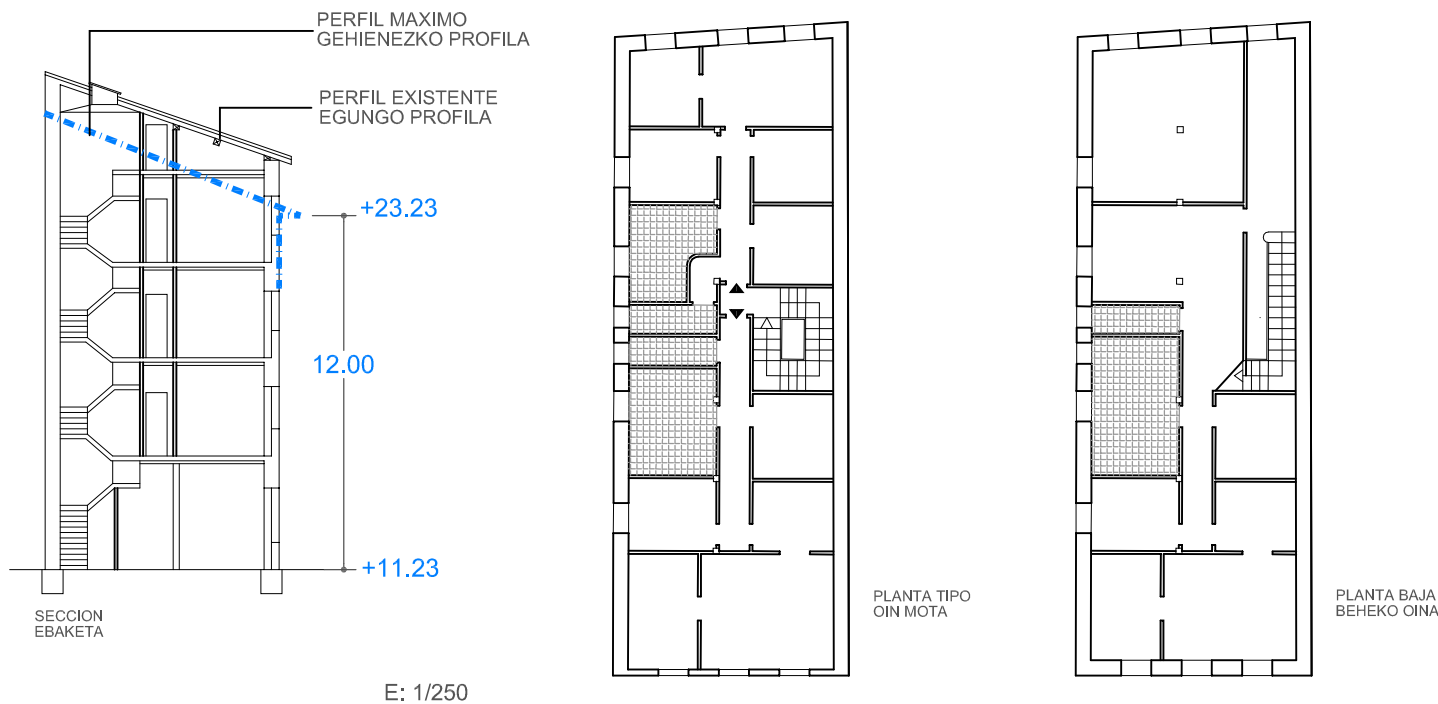 PERFIL MAXIMO
GEHIENEZKO PROFILA
PERFIL EXISTENTE
EGUNGO PROFILA
+23.23
12.00
+11.23
SECCION
EBAKETA
E: 1/250
PLANTA TIPO
OIN MOTA
PLANTA BAJA
BEHEKO OINA